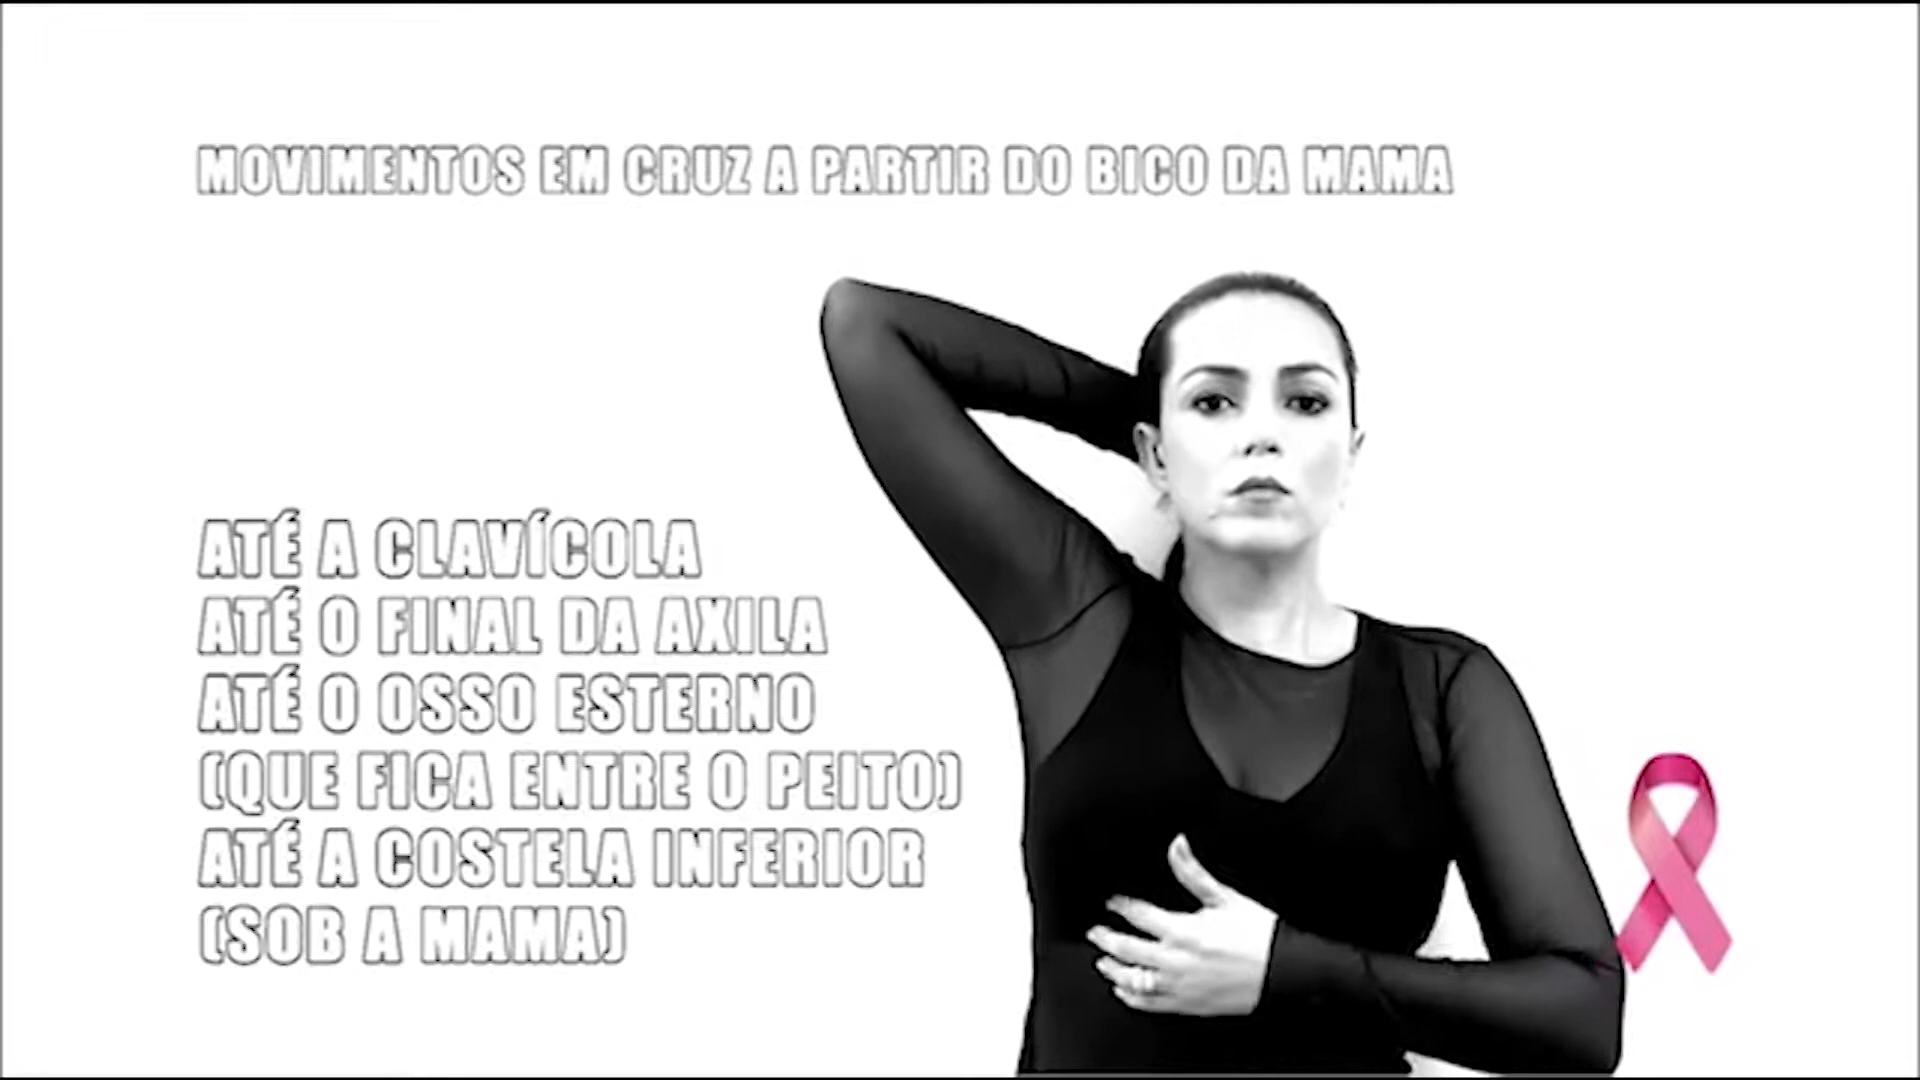 MOVIMENTOS EM CRUZ A PARTIR DO BICO DA MAMA
ATÉ A CLAVÍCOLA
ATÉ O FINAL DA AXILA
ATÉ O OSSO ESTERNO
(QUE FICA ENTRE O PEITO)
ATÉ A COSTELA INFERIOR
(SOB A MAMA)